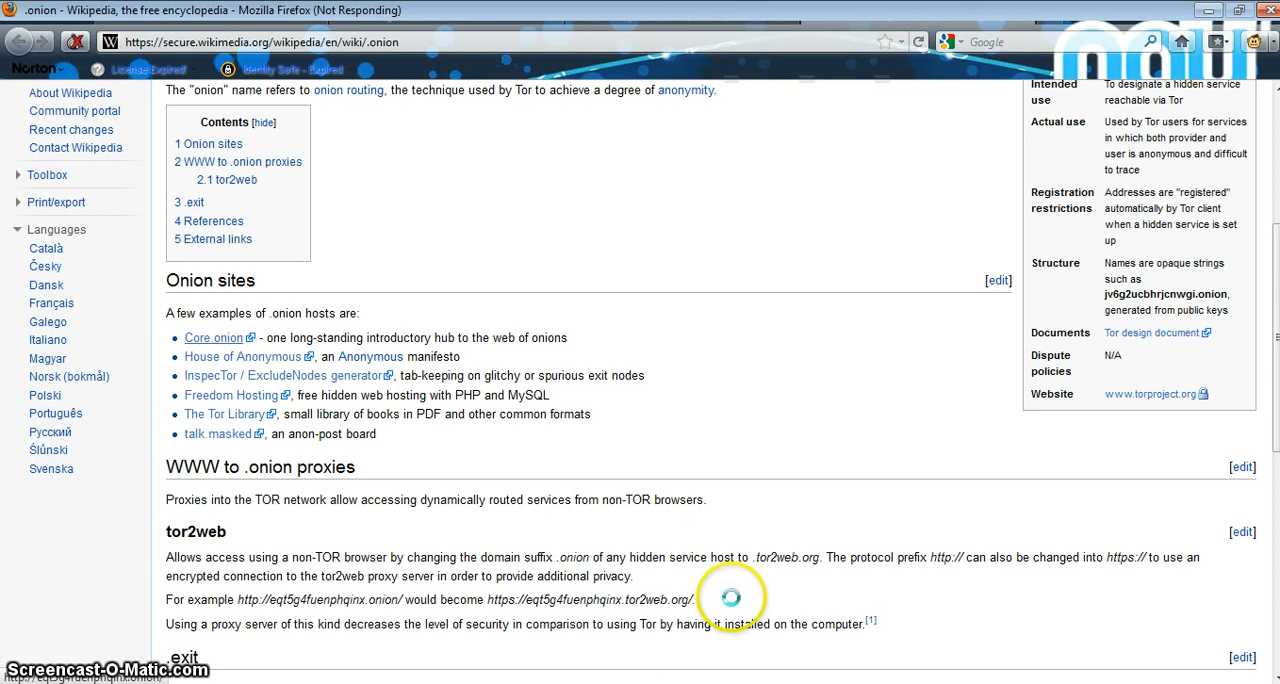 .onion - Wikipedia, the free encyclopedia - Mozilla Firefox (Not Responding)
https://secure.wikimedia.org/wikipedia/en/wiki/.onion
Google
Norton
License Expired
Identity Safe - Expired
About Wikipedia
Community portal
Recent changes
Contact Wikipedia
Toolbox
Print/export
Languages
Català
Česky
Dansk
Français
Galego
Italiano
Magyar
Norsk (bokmål)
Polski
Português
Русский
Ślůnski
Svenska
The "onion" name refers to onion routing, the technique used by Tor to achieve a degree of anonymity.
Contents [hide]
1 Onion sites
2 WWW to .onion proxies
2.1 tor2web
3 .exit
4 References
5 External links
Onion sites [edit]
A few examples of .onion hosts are:
Core.onion - one long-standing introductory hub to the web of onions
House of Anonymous, an Anonymous manifesto
InspecTor / ExcludeNodes generator, tab-keeping on glitchy or spurious exit nodes
Freedom Hosting, free hidden web hosting with PHP and MySQL
The Tor Library, small library of books in PDF and other common formats
talk.masked, an anon-post board
WWW to .onion proxies [edit]
Proxies into the TOR network allow accessing dynamically routed services from non-TOR browsers.
tor2web [edit]
Allows access using a non-TOR browser by changing the domain suffix .onion of any hidden service host to .tor2web.org. The protocol prefix http:// can also be changed into https:// to use an
encrypted connection to the tor2web proxy server in order to provide additional privacy.
For example http://eqt5g4fuenphqinx.onion/ would become https://eqt5g4fuenphqinx.tor2web.org/.
Using a proxy server of this kind decreases the level of security in comparison to using Tor by having it installed on the computer.[1]
.exit [edit]
Intended use
To designate a hidden service
reachable via Tor
Actual use
Used by Tor users for services
in which both provider and
user is anonymous and difficult
to trace
Registration restrictions
Addresses are "registered"
automatically by Tor client
when a hidden service is set
up
Structure
Names are opaque strings
such as
jv6g2ucbhrjcnwgi.onion,
generated from public keys
Documents
Tor design document
Dispute policies
N/A
Website
www.torproject.org
Screencast-O-Matic.com
http://eqt5g4fuenphqinx.onion/